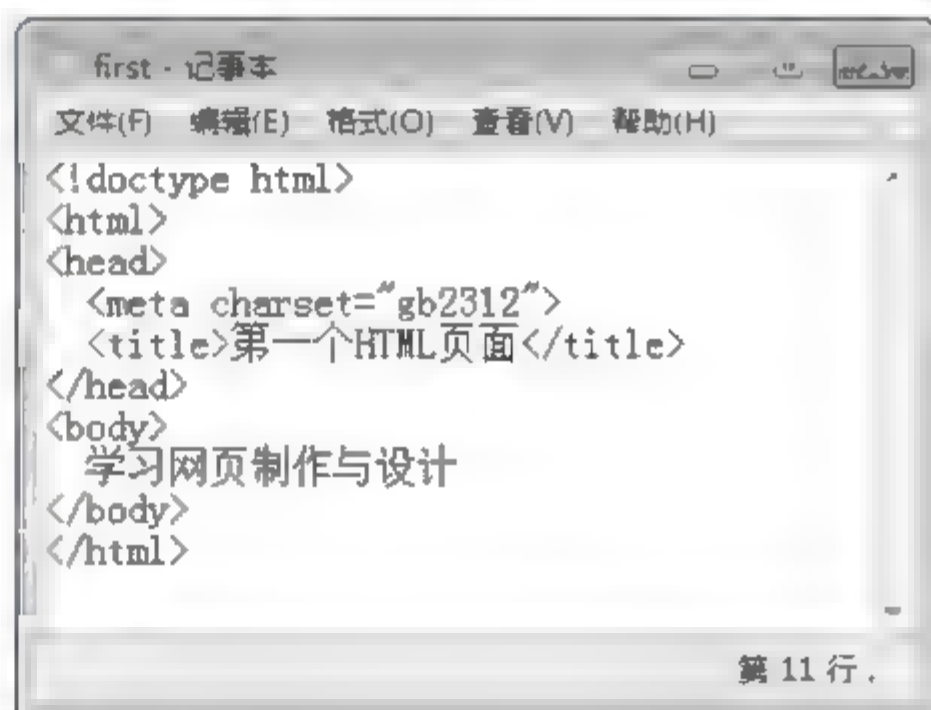 first - 记事本
文件(F) 编辑(E) 格式(O) 查看(V) 帮助(H)
<!doctype html>
<html>
<head>
<meta charset="gb2312">
<title>第一个HTML页面</title>
</head>
<body>
学习网页制作与设计
</body>
</html>
第 11 行 ,